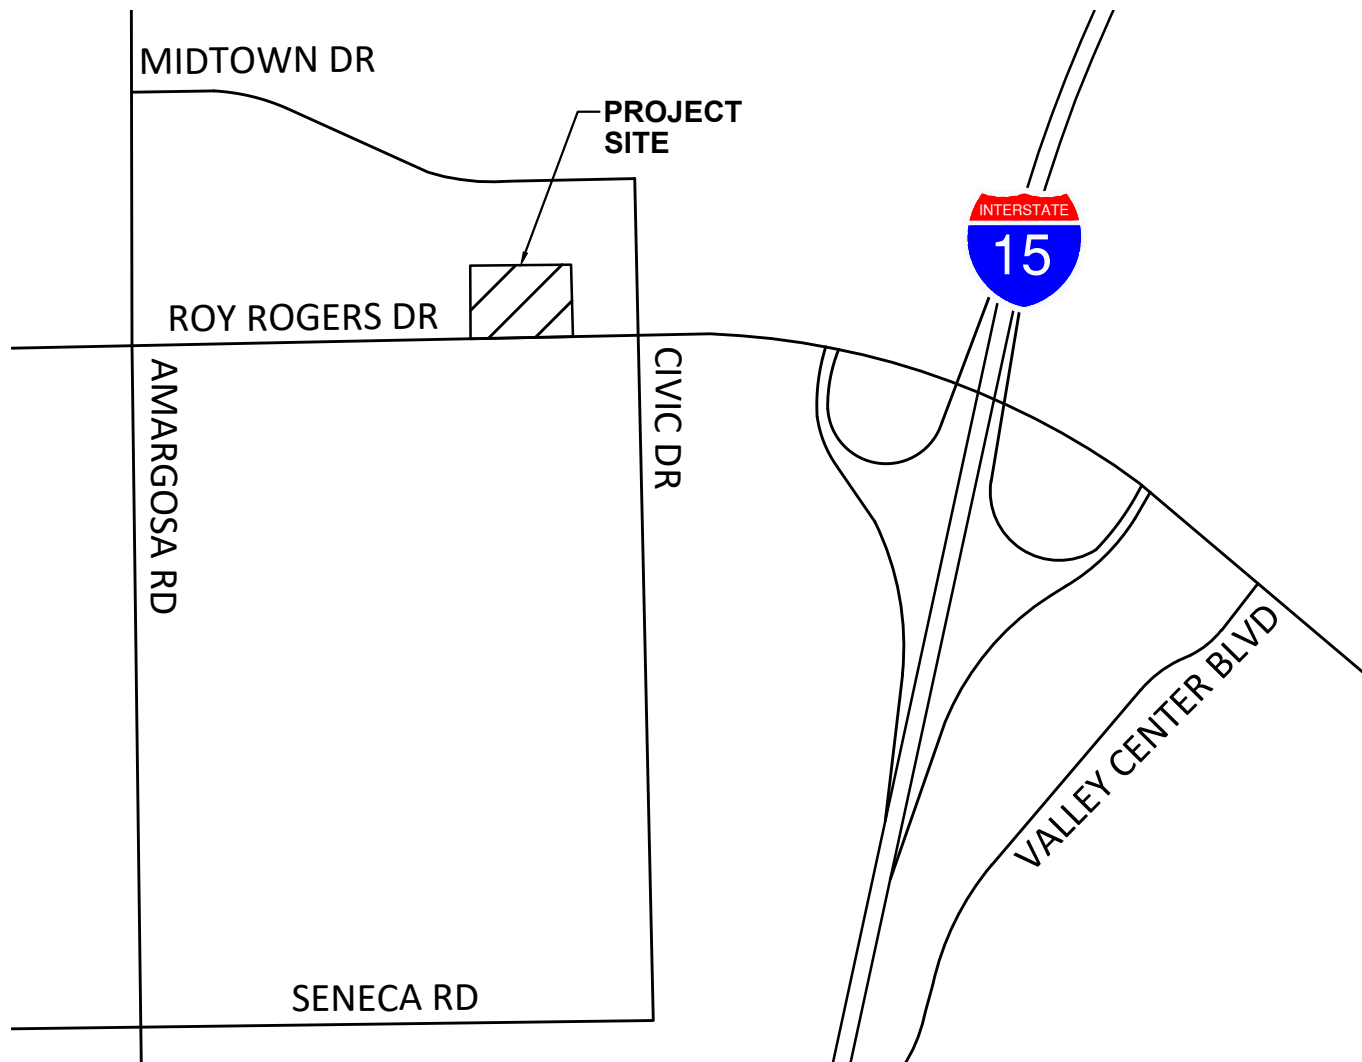 MIDTOWN DR
PROJECT
SITE
INTERSTATE
15
ROY ROGERS DR
AMARGOSA RD
CIVIC DR
VALLEY CENTER BLVD
SENECA RD